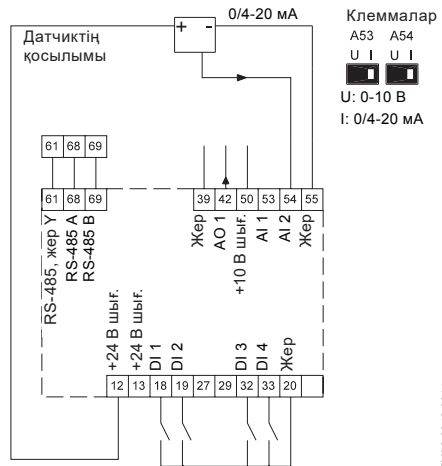 Датчиктің
қосылымы
+ -
0/4-20 мА
Клеммалар
A53 A54
U I U I
U: 0-10 В
I: 0/4-20 мА
61 68 69
61 68 69
39 42 50 53 54 55
RS-485, жер Y
RS-485 A
RS-485 B
Жер
AO 1
+10 В шығ.
AI 1
AI 2
Жер
+24 В шығ.
+24 В шығ.
DI 1
DI 2
DI 3
DI 4
Жер
12 13 18 19 27 29 32 33 20